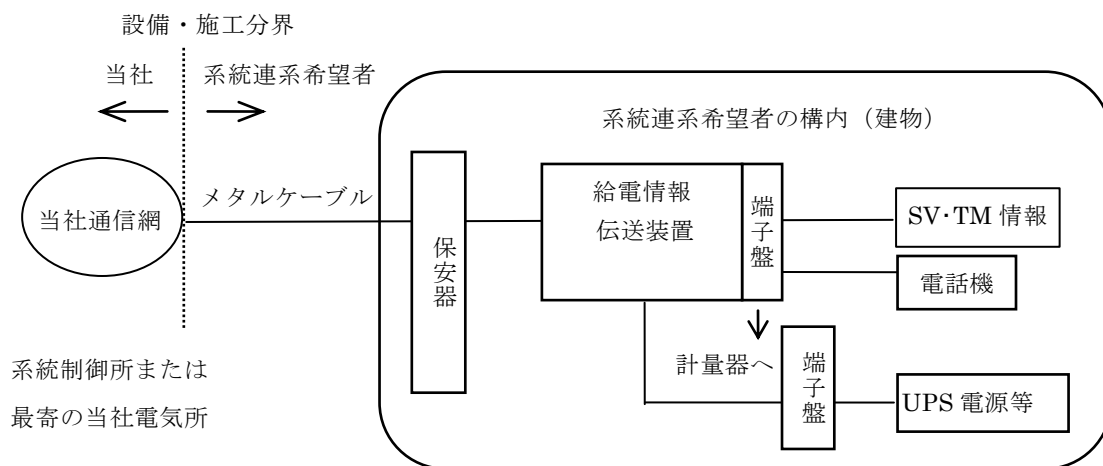 設備・施工分界
当社
系統連系希望者
系統連系希望者の構内（建物）
当社通信網
メタルケーブル
保安器
給電情報
伝送装置
端子盤
SV･TM 情報
電話機
計量器へ
端子盤
UPS 電源等
系統制御所または
最寄の当社電気所